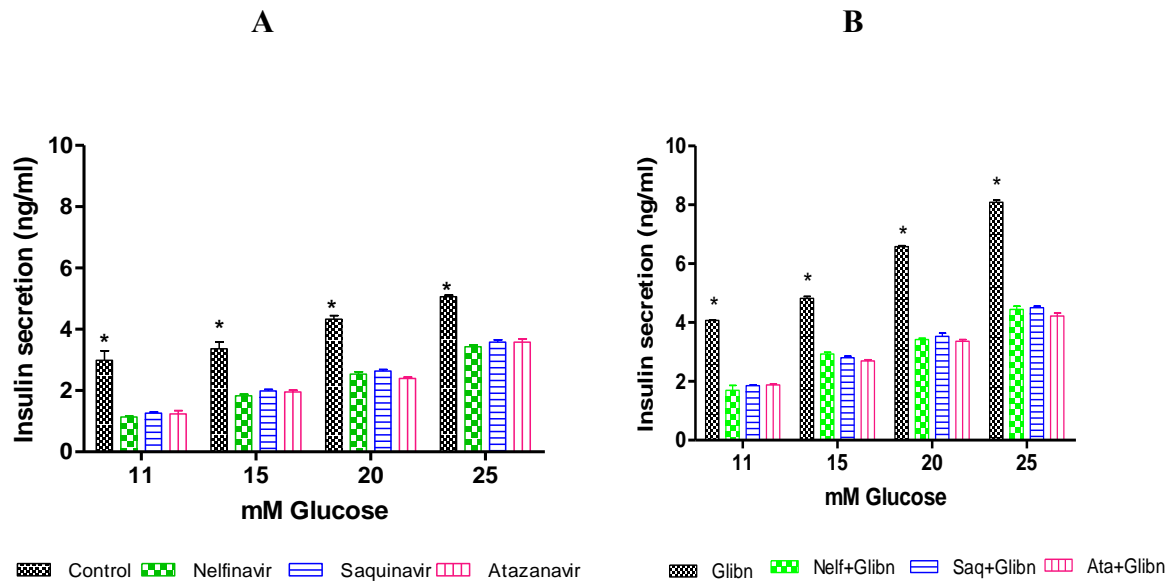 A
B
Insulin secretion (ng/ml)
10
8
6
4
2
0
* * * *
11 15 20 25
mM Glucose
Control Nelfinavir Saquinavir Atazanavir
Insulin secretion (ng/ml)
10
8
6
4
2
0
* * * *
11 15 20 25
mM Glucose
Glibn Nelf+Glibn Saq+Glibn Ata+Glibn